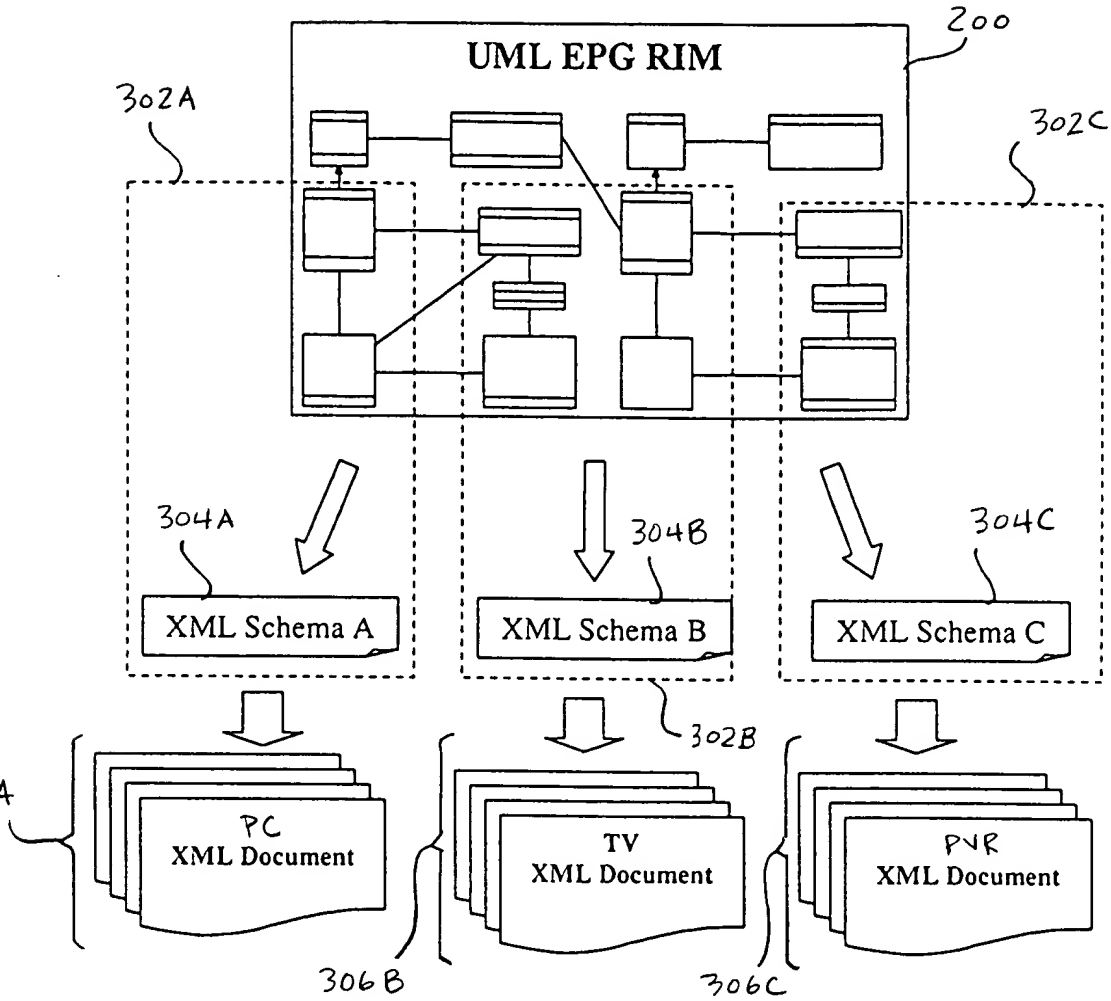 200
UML EPG RIM
302A
302C
304A
304B
304C
XML Schema A
XML Schema B
XML Schema C
302B
A
PC
XML Document
TV
XML Document
PVR
XML Document
306B
306C